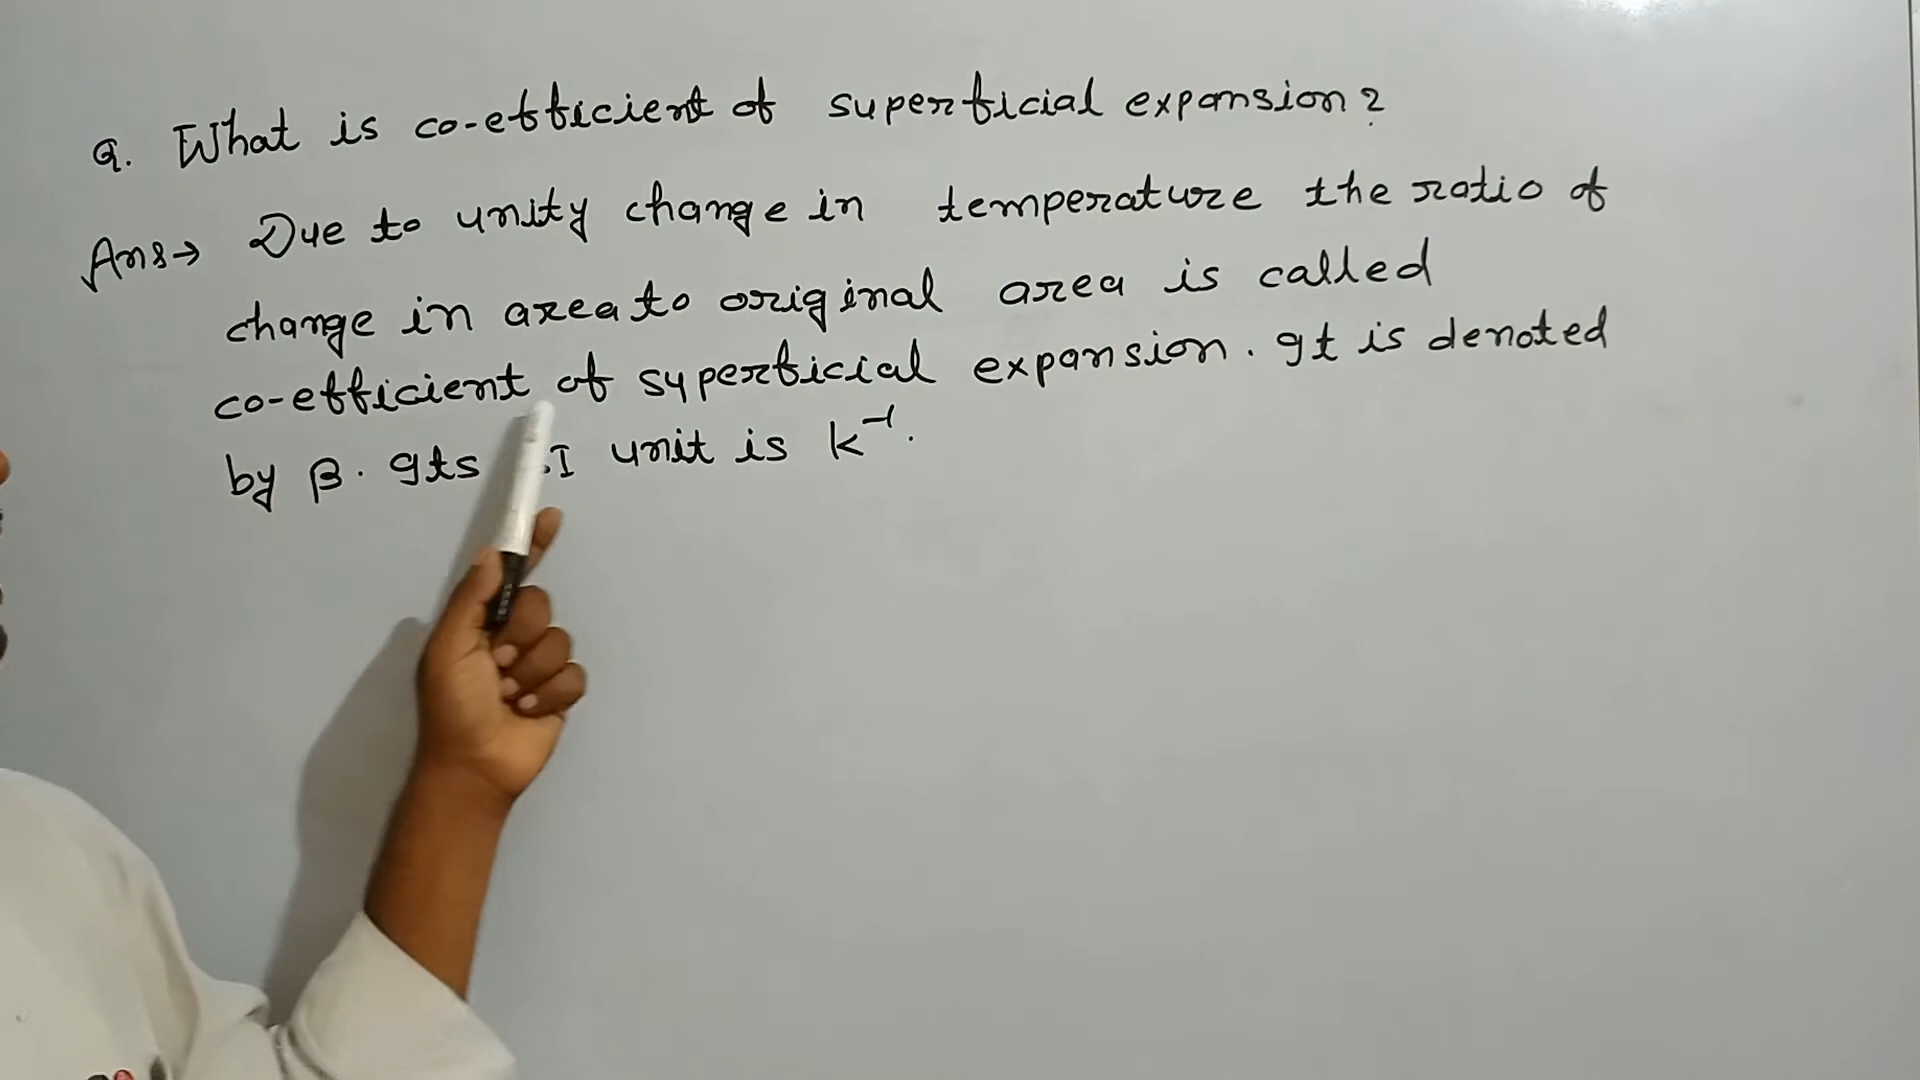 Q. What is co-efficient of superficial expansion?
Ans→ Due to unity change in temperature the ratio of
change in area to original area is called
co-efficient of superficial expansion. It is denoted
by β. Its I unit is k⁻¹.